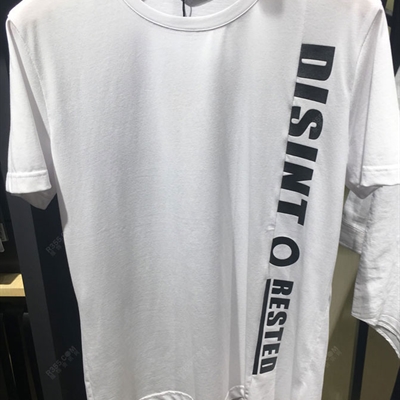 DISINT O RESTED